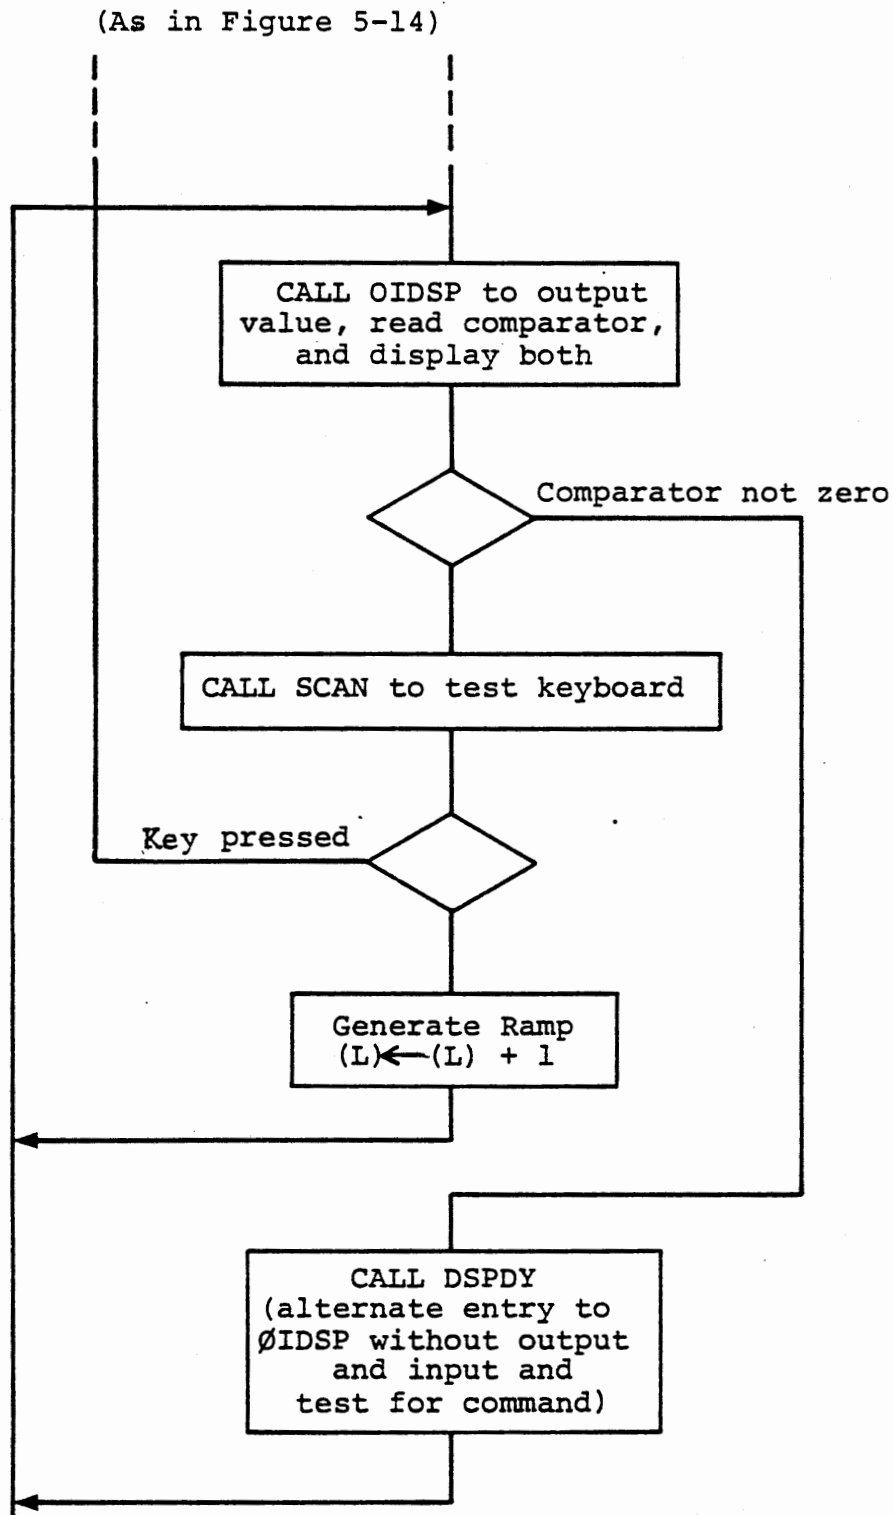 (As in Figure 5-14)
CALL OIDSP to output
value, read comparator,
and display both
Comparator not zero
CALL SCAN to test keyboard
Key pressed
Generate Ramp
(L)←(L) + 1
CALL DSPDY
(alternate entry to
ØIDSP without output
and input and
test for command)